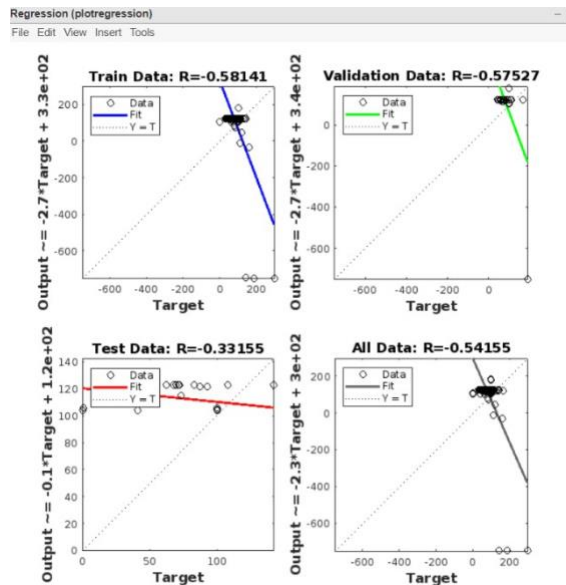 Regression (plotregression)
File Edit View Insert Tools
Train Data: R=-0.58141
Output ~= -2.7*Target + 3.3e+02
Data
Fit
Y = T
200
0
-200
-400
-600
-600 -400 -200 0 200
Target
Validation Data: R=-0.57527
Output ~= -2.7*Target + 3.4e+02
Data
Fit
Y = T
0
-200
-400
-600
-600 -400 -200 0
Target
Test Data: R=-0.33155
Output ~= -0.1*Target + 1.2e+02
Data
Fit
Y = T
140
120
100
80
60
40
20
0
0 50 100
Target
All Data: R=-0.54155
Output ~= -2.3*Target + 3e+02
Data
Fit
Y = T
200
0
-200
-400
-600
-600 -400 -200 0 200
Target